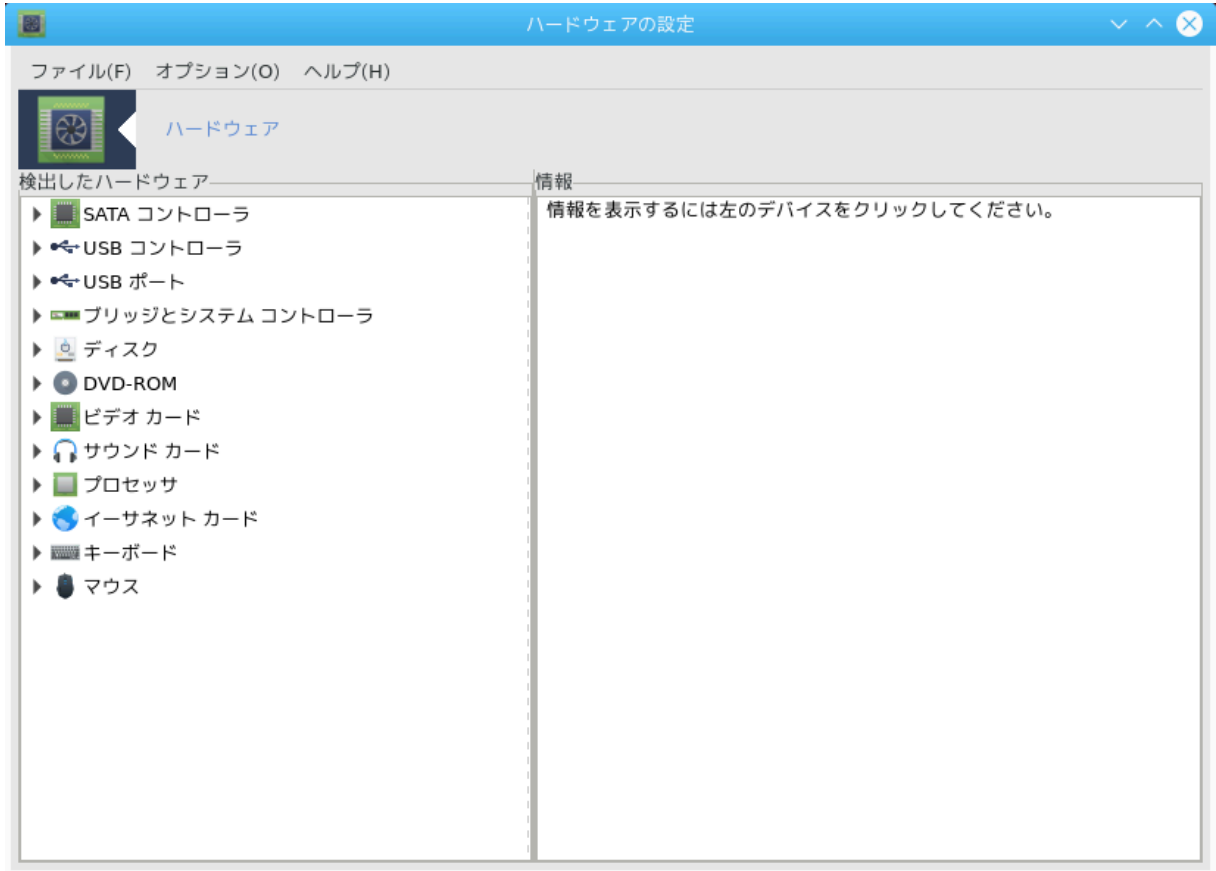 ハードウェアの設定
ファイル(F) オプション(O) ヘルプ(H)
ハードウェア
検出したハードウェア
SATA コントローラ
USB コントローラ
USB ポート
ブリッジとシステム コントローラ
ディスク
DVD-ROM
ビデオ カード
サウンド カード
プロセッサ
イーサネット カード
キーボード
マウス
情報
情報を表示するには左のデバイスをクリックしてください。